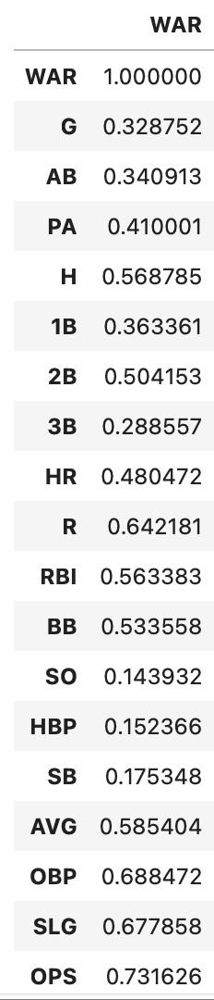 WAR
WAR 1.000000
G 0.328752
AB 0.340913
PA 0.410001
H 0.568785
1B 0.363361
2B 0.504153
3B 0.288557
HR 0.480472
R 0.642181
RBI 0.563383
BB 0.533558
SO 0.143932
HBP 0.152366
SB 0.175348
AVG 0.585404
OBP 0.688472
SLG 0.677858
OPS 0.731626